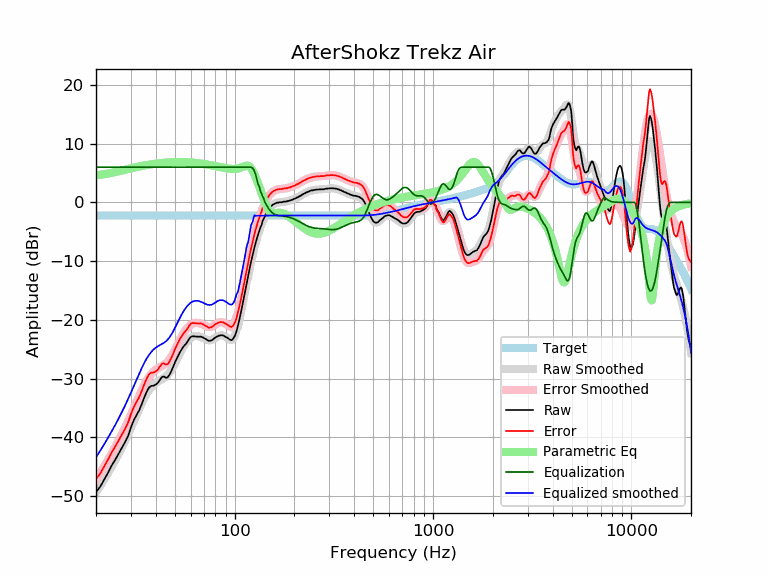 AfterShokz Trekz Air
Amplitude (dBr)
20
10
0
−10
−20
−30
−40
−50
Target
Raw Smoothed
Error Smoothed
Raw
Error
Parametric Eq
Equalization
Equalized smoothed
100
1000
10000
Frequency (Hz)